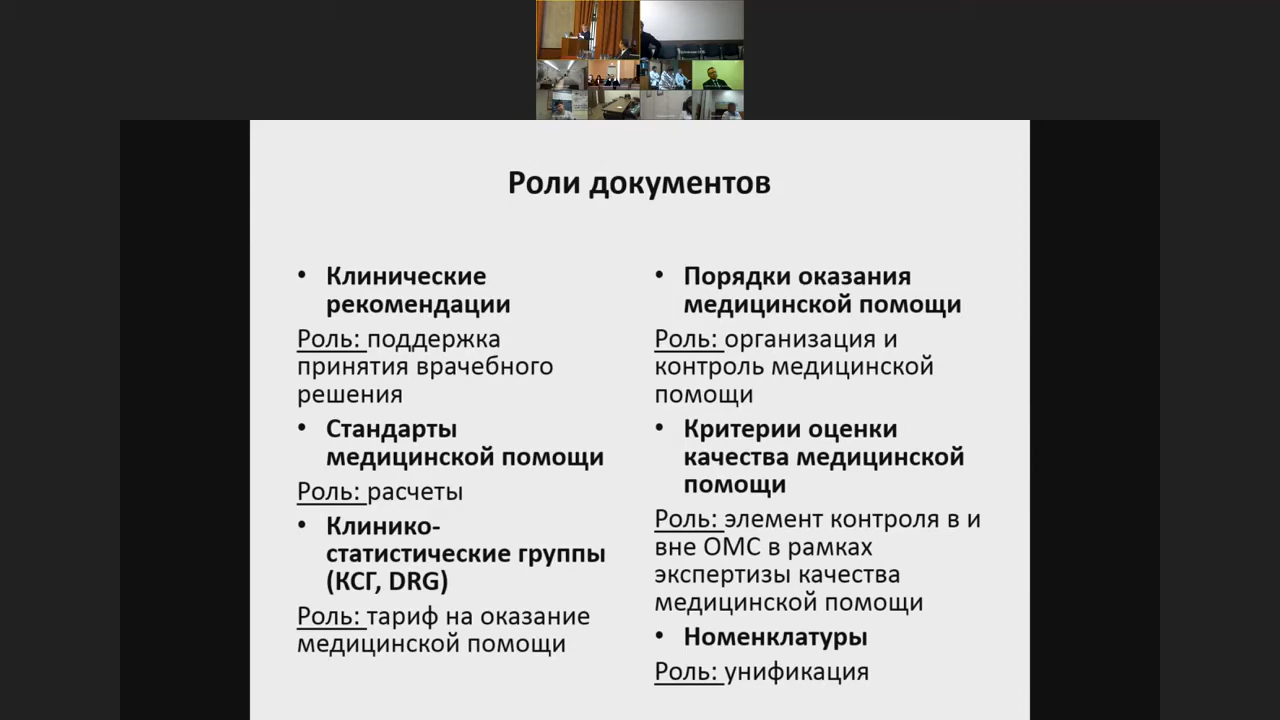 Роли документов
• Клинические
рекомендации
Роль: поддержка
принятия врачебного
решения
• Стандарты
медицинской помощи
Роль: расчеты
• Клинико-
статистические группы
(КСГ, DRG)
Роль: тариф на оказание
медицинской помощи
• Порядки оказания
медицинской помощи
Роль: организация и
контроль медицинской
помощи
• Критерии оценки
качества медицинской
помощи
Роль: элемент контроля в и
вне ОМС в рамках
экспертизы качества
медицинской помощи
• Номенклатуры
Роль: унификация